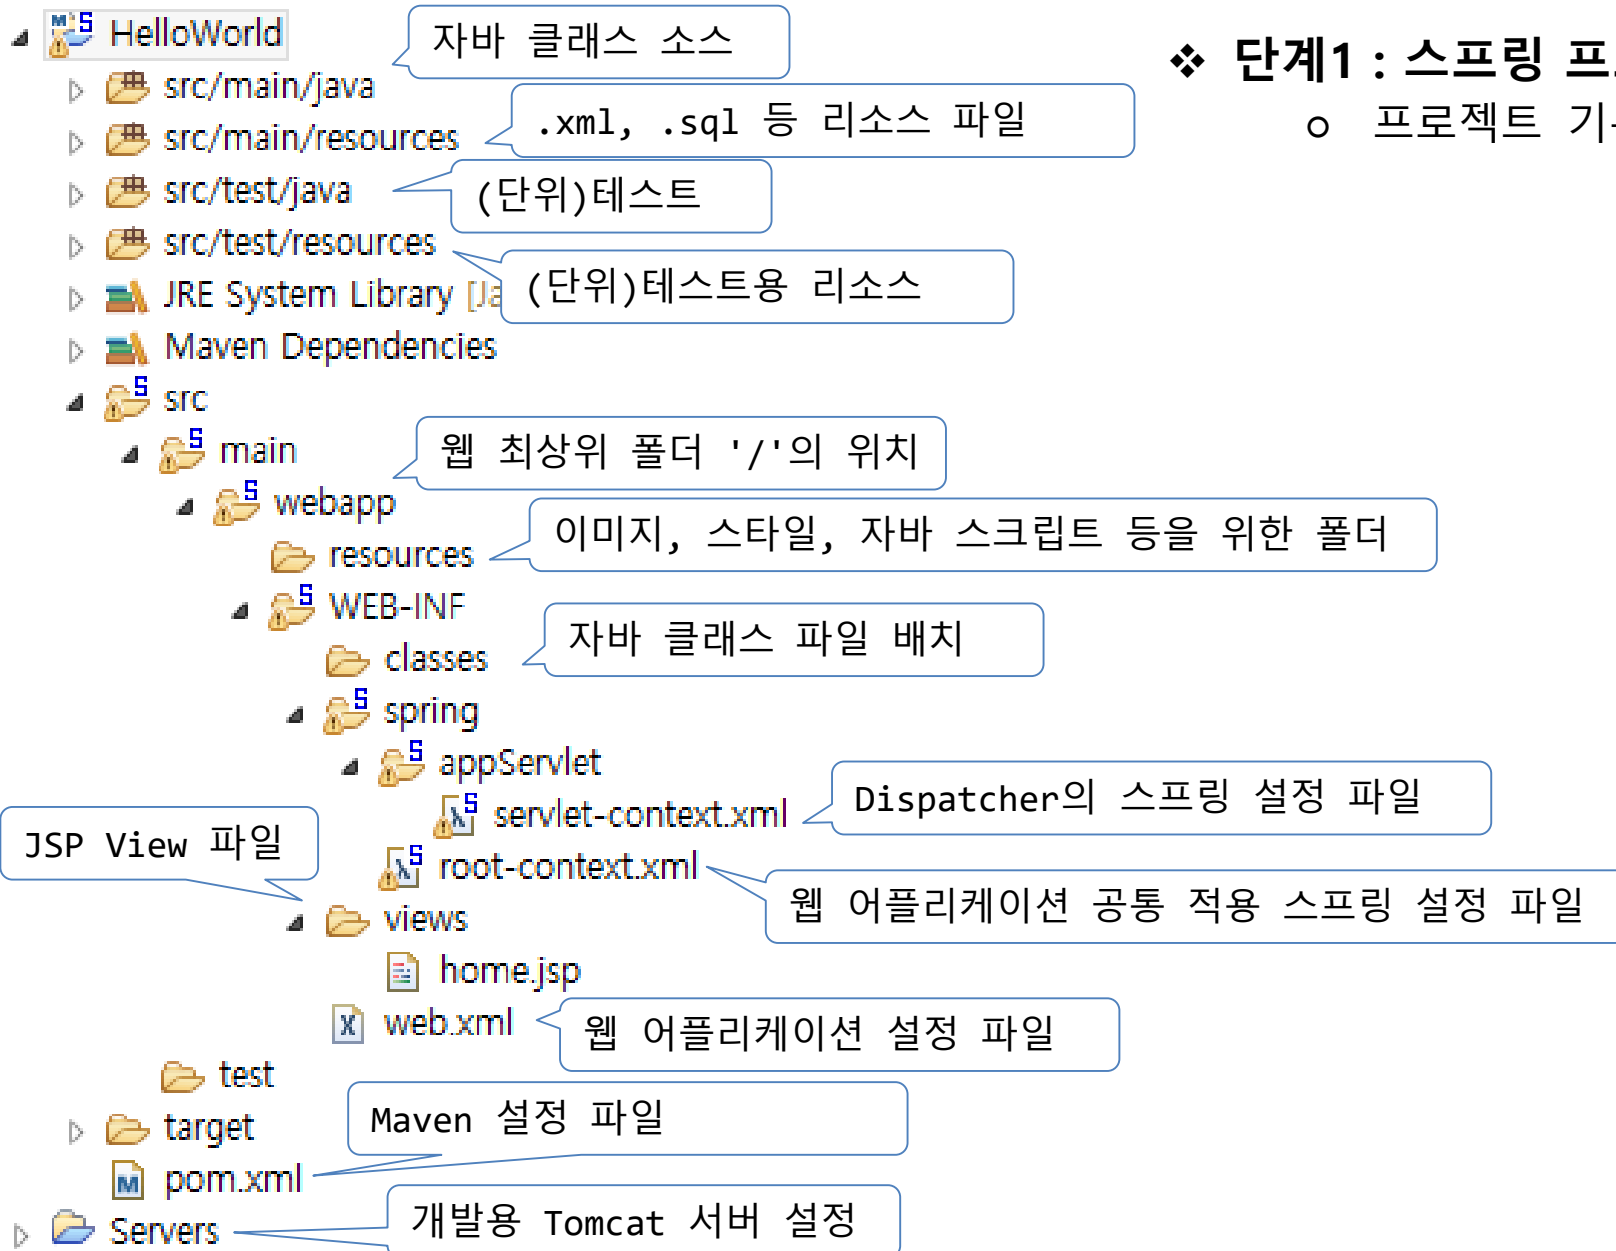 HelloWorld
자바 클래스 소스
❖ 단계1 : 스프링
src/main/java
.xml, .sql 등 리소스 파일
o 프로젝트
src/main/resources
src/test/java
(단위)테스트
src/test/resources
(단위)테스트용 리소스
JRE System Library
Maven Dependencies
src
main
웹 최상위 폴더 '/'의 위치
webapp
이미지, 스타일, 자바 스크립트 등을 위한 폴더
resources
WEB-INF
자바 클래스 파일 배치
classes
spring
appServlet
Dispatcher의 스프링 설정 파일
servlet-context.xml
JSP View 파일
root-context.xml
웹 어플리케이션 공통 적용 스프링 설정 파일
views
home.jsp
web.xml
웹 어플리케이션 설정 파일
test
Maven 설정 파일
target
pom.xml
개발용 Tomcat 서버 설정
Servers